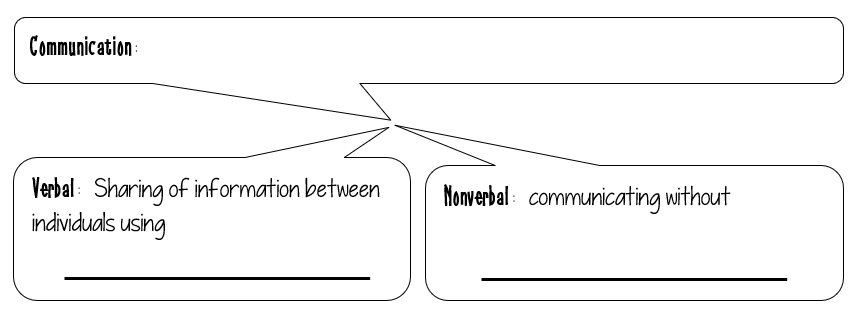 Communication:
Verbal: Sharing of information between
individuals using
Nonverbal: communicating without